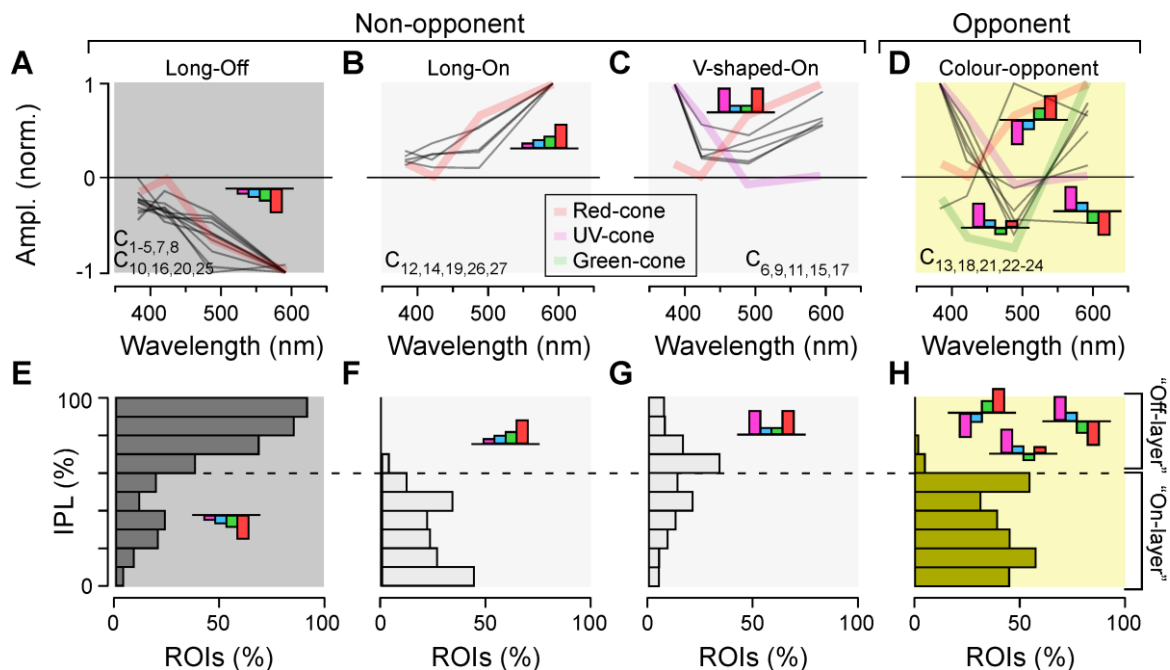 Non-opponent
Opponent
A
Long-Off
B
Long-On
C
V-shaped-On
D
Colour-opponent
Ampl. (norm.)
1
0
-1
C1-5,7,8
C10,16,20,25
C12,14,19,26,27
Red-cone
UV-cone
Green-cone
C6,9,11,15,17
C13,18,21,22-24
400 500 600
400 500 600
400 500 600
400 500 600
Wavelength (nm)
Wavelength (nm)
Wavelength (nm)
Wavelength (nm)
E
F
G
H
IPL (%)
100
0
"Off-layer"
"On-layer"
0 50 100
0 50 100
0 50 100
0 50 100
ROIs (%)
ROIs (%)
ROIs (%)
ROIs (%)